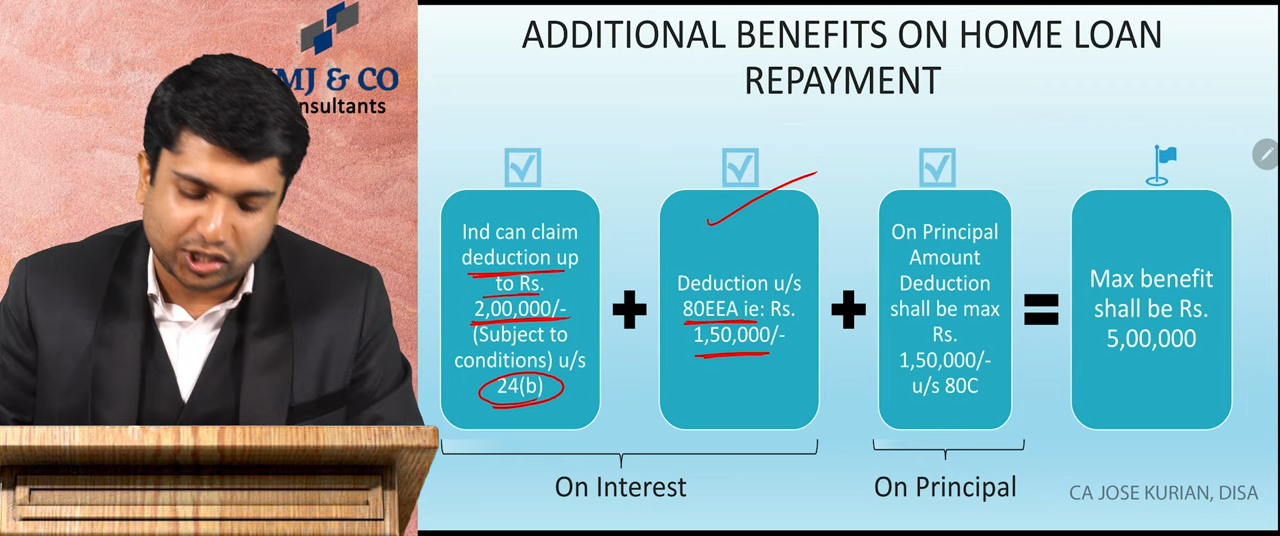 MJ & CO
nsultants
ADDITIONAL BENEFITS ON HOME LOAN
REPAYMENT
Ind can claim
deduction up
to Rs.
2,00,000/-
(Subject to
conditions) u/s
24(b)
+
Deduction u/s
80EEA ie: Rs.
1,50,000/-
+
On Principal
Amount
Deduction
shall be max
Rs.
1,50,000/-
u/s 80C
=
Max benefit
shall be Rs.
5,00,000
On Interest
On Principal
CA JOSE KURIAN, DISA